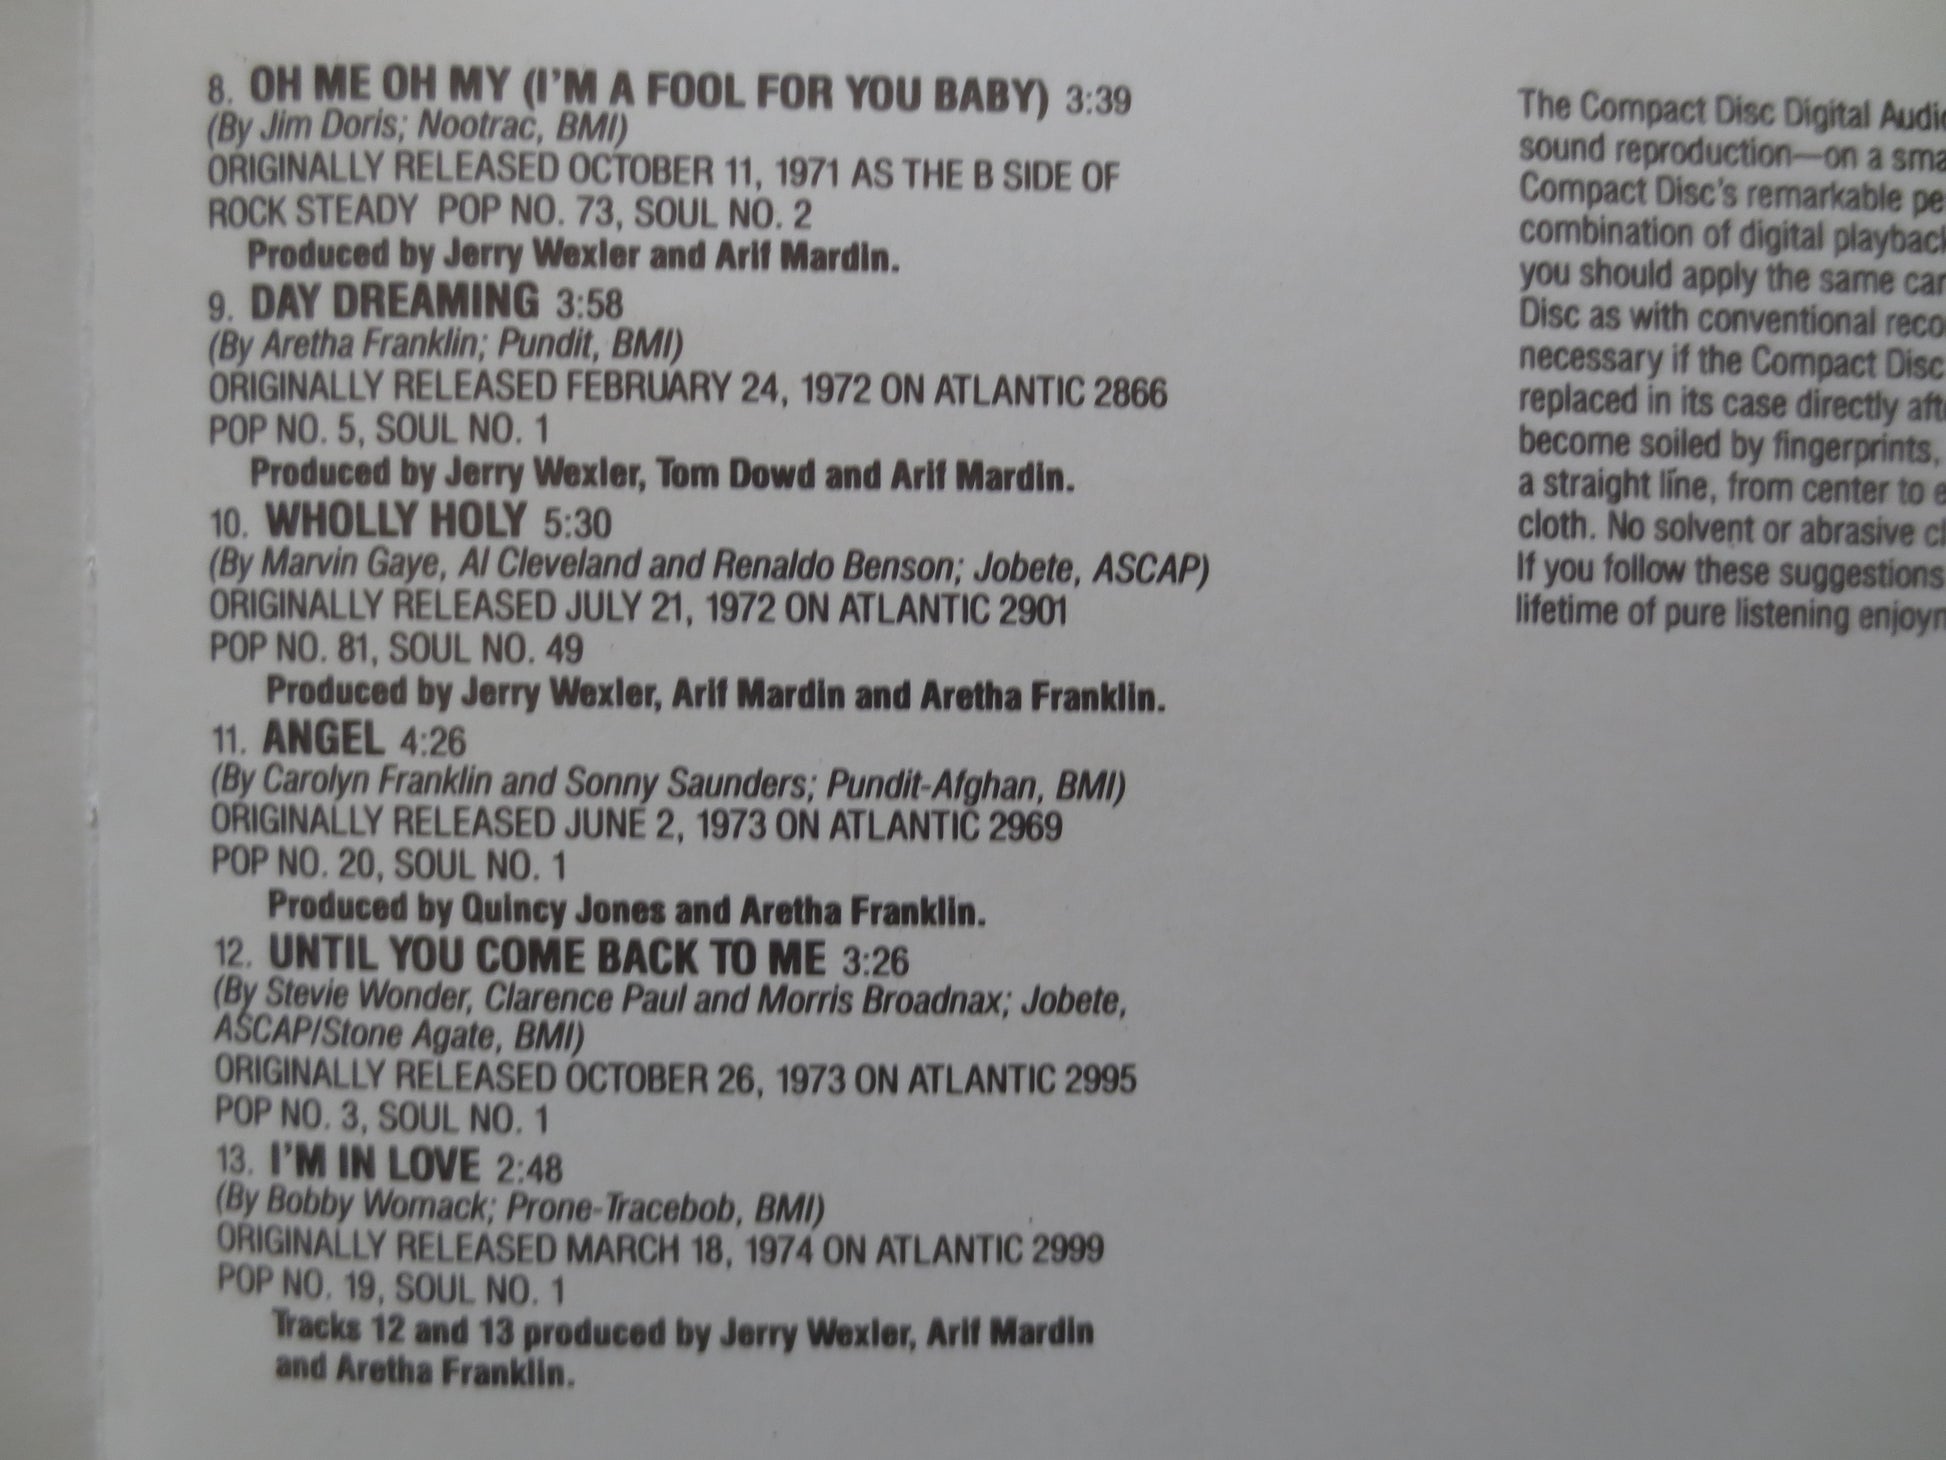 8. OH ME OH MY (I'M A FOOL FOR YOU BABY) 3:39
(By Jim Doris; Nootrac, BMI)
ORIGINALLY RELEASED OCTOBER 11, 1971 AS THE B SIDE OF
ROCK STEADY POP NO. 73, SOUL NO. 2
Produced by Jerry Wexler and Arif Mardin.
9. DAY DREAMING 3:58
(By Aretha Franklin; Pundit, BMI)
ORIGINALLY RELEASED FEBRUARY 24, 1972 ON ATLANTIC 2866
POP NO. 5, SOUL NO. 1
Produced by Jerry Wexler, Tom Dowd and Arif Mardin.
10. WHOLLY HOLY 5:30
(By Marvin Gaye, Al Cleveland and Renaldo Benson; Jobete, ASCAP)
ORIGINALLY RELEASED JULY 21, 1972 ON ATLANTIC 2901
POP NO. 81, SOUL NO. 49
Produced by Jerry Wexler, Arif Mardin and Aretha Franklin.
11. ANGEL 4:26
(By Carolyn Franklin and Sonny Saunders; Pundit-Afghan, BMI)
ORIGINALLY RELEASED JUNE 2, 1973 ON ATLANTIC 2969
POP NO. 20, SOUL NO. 1
Produced by Quincy Jones and Aretha Franklin.
12. UNTIL YOU COME BACK TO ME 3:26
(By Stevie Wonder, Clarence Paul and Morris Broadnax; Jobete,
ASCAP/Stone Agate, BMI)
ORIGINALLY RELEASED OCTOBER 26, 1973 ON ATLANTIC 2995
POP NO. 3, SOUL NO. 1
13. I'M IN LOVE 2:48
(By Bobby Womack; Prone-Tracebob, BMI)
ORIGINALLY RELEASED MARCH 18, 1974 ON ATLANTIC 2999
POP NO. 19, SOUL NO. 1
Tracks 12 and 13 produced by Jerry Wexler, Arif Mardin
and Aretha Franklin.
The Compact Disc Digital
sound reproduction—on a
Compact Disc's remarkable
combination of digital
you should apply the same
Disc as with conventional
necessary if the Compact Disc
replaced in its case directly
become soiled by fingerprints,
a straight line, from center to
cloth. No solvent or abrasive
If you follow these suggestions
lifetime of pure listening